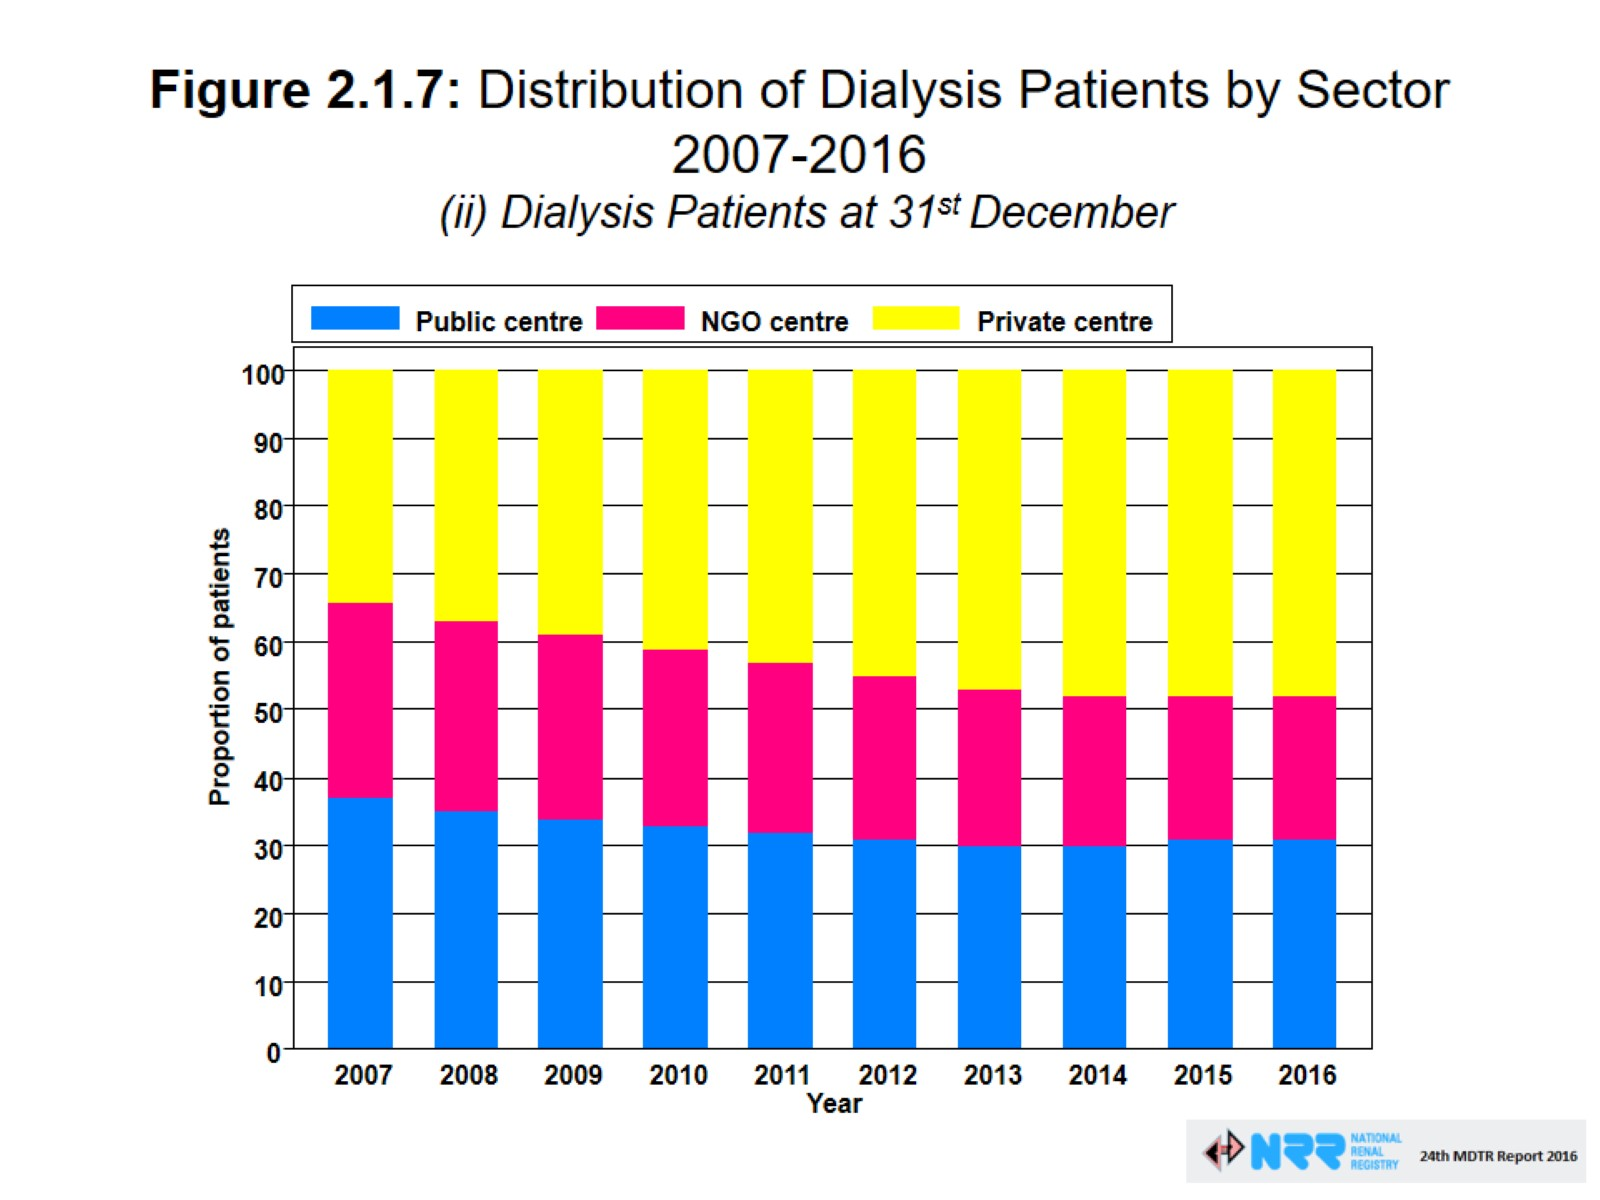 Figure 2.1.7: Distribution of Dialysis Patients by Sector
2007-2016
(ii) Dialysis Patients at 31st December
Public centre NGO centre Private centre
100
90
80
70
60
50
40
30
20
10
0
Proportion of patients
2007 2008 2009 2010 2011 2012 2013 2014 2015 2016
Year
NRR
NATIONAL
RENAL
REGISTRY
24th MDTR Report 2016